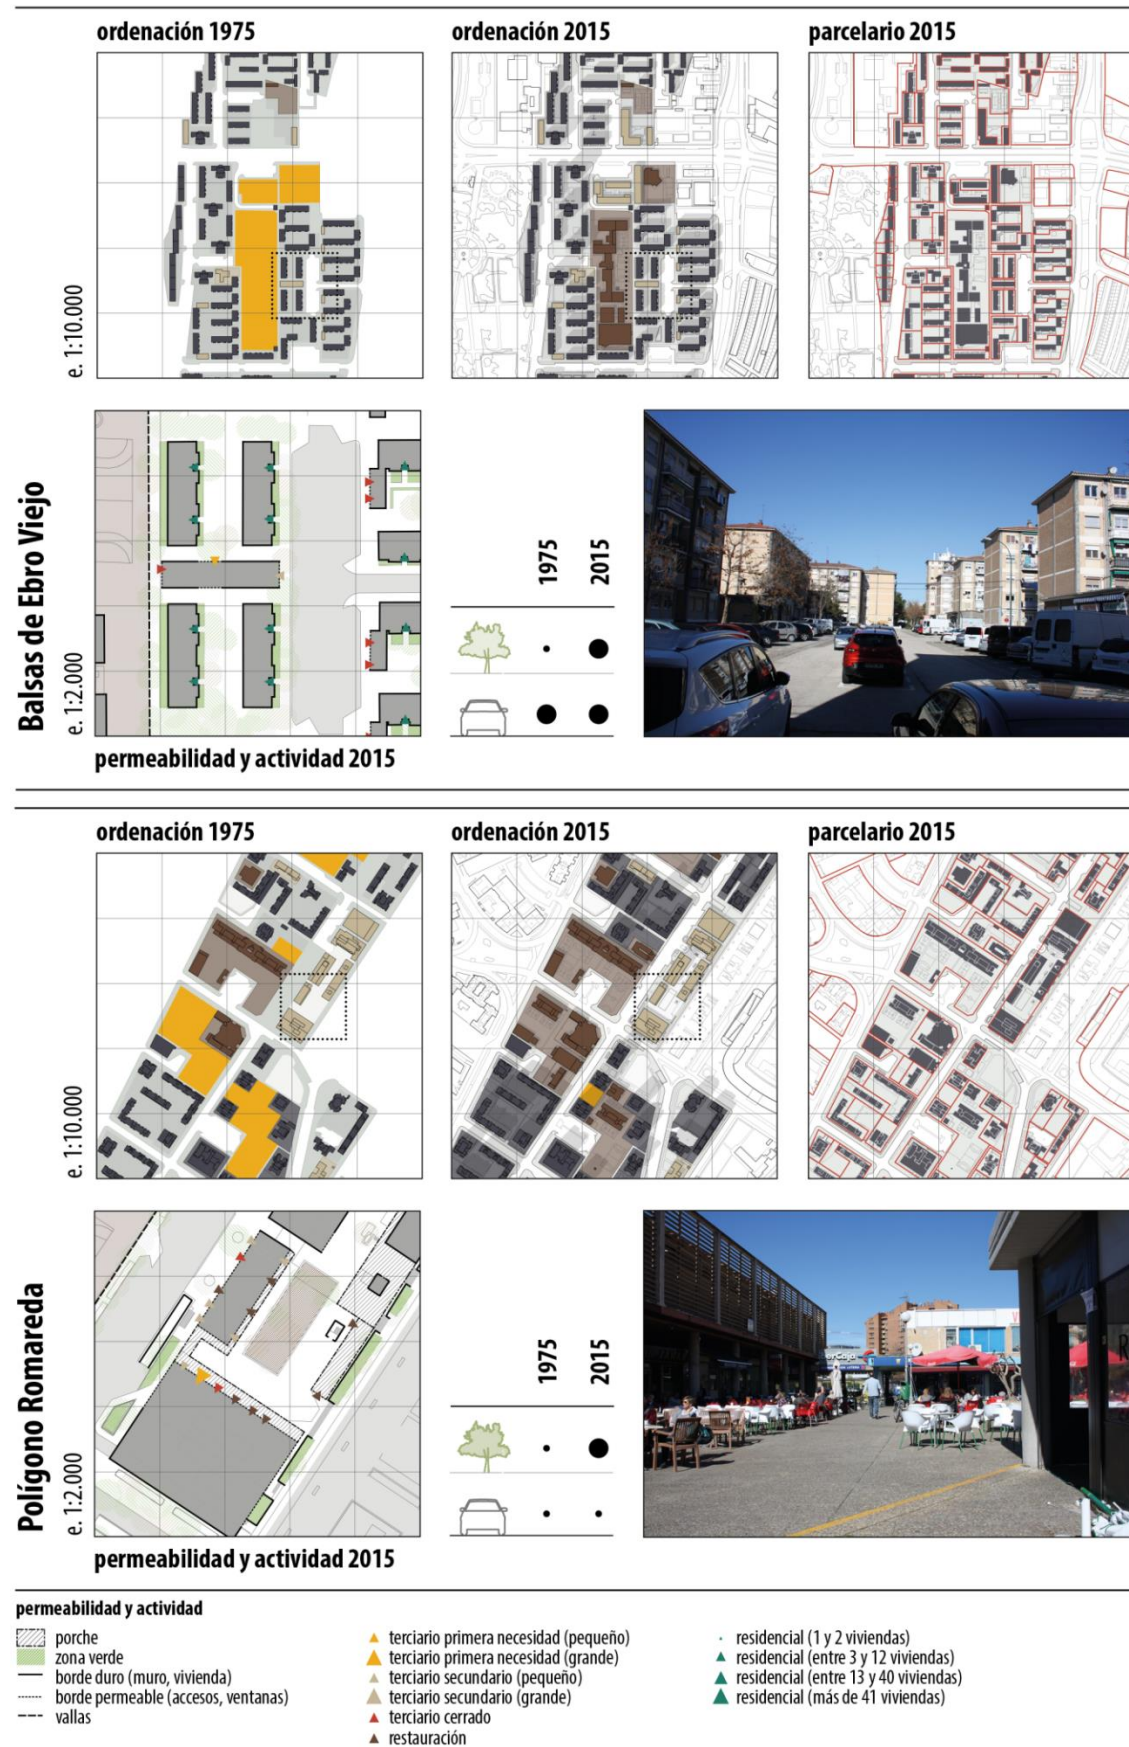 ordenación 1975
ordenación 2015
parcelario 2015
e. 1:10.000
Balsas de Ebro Viejo
e. 1:2.000
1975
2015
permeabilidad y actividad 2015
ordenación 1975
ordenación 2015
parcelario 2015
e. 1:10.000
Polígono Romareda
e. 1:2.000
1975
2015
permeabilidad y actividad 2015
permeabilidad y actividad
porche
zona verde
borde duro (muro, vivienda)
borde permeable (accesos, ventanas)
vallas
terciario primera necesidad (pequeño)
terciario primera necesidad (grande)
terciario secundario (pequeño)
terciario secundario (grande)
terciario cerrado
restauración
residencial (1 y 2 viviendas)
residencial (entre 3 y 12 viviendas)
residencial (entre 13 y 40 viviendas)
residencial (más de 41 viviendas)